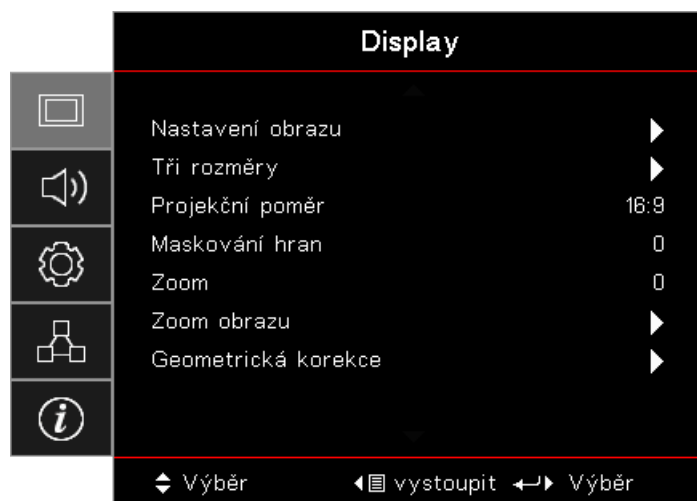 Display
Nastavení obrazu
Tři rozměry
Projekční poměr 16:9
Maskování hran 0
Zoom 0
Zoom obrazu
Geometrická korekce
Výběr vystoupit Výběr